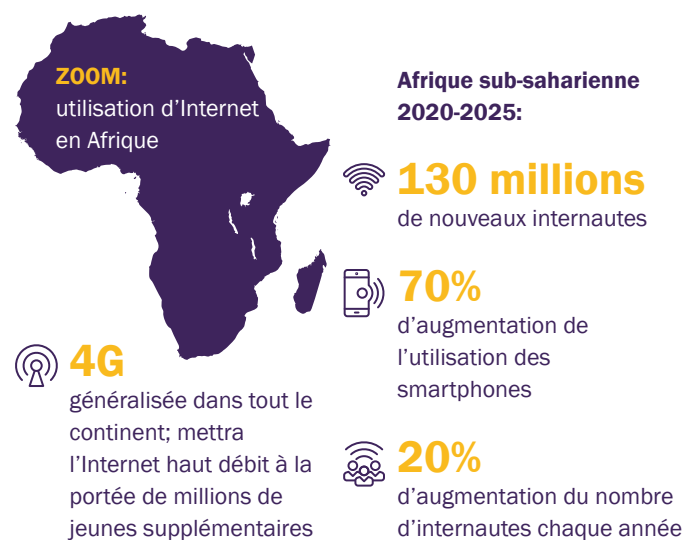 ZOOM:
utilisation d’Internet
en Afrique
4G
généralisée dans tout le
continent; mettra
l’Internet haut débit à la
portée de millions de
jeunes supplémentaires
Afrique sub-saharienne
2020-2025:
130 millions
de nouveaux internautes
70%
d’augmentation de
l’utilisation des
smartphones
20%
d’augmentation du nombre
d’internautes chaque année